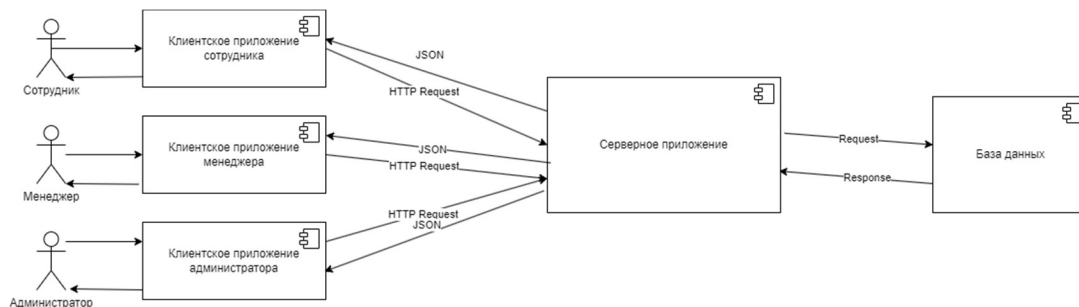 Клиентское приложение
сотрудника
Сотрудник
JSON
HTTP Request
Клиентское приложение
менеджера
Менеджер
JSON
HTTP Request
Клиентское приложение
администратора
Администратор
HTTP Request
JSON
Серверное приложение
Request
Response
База данных